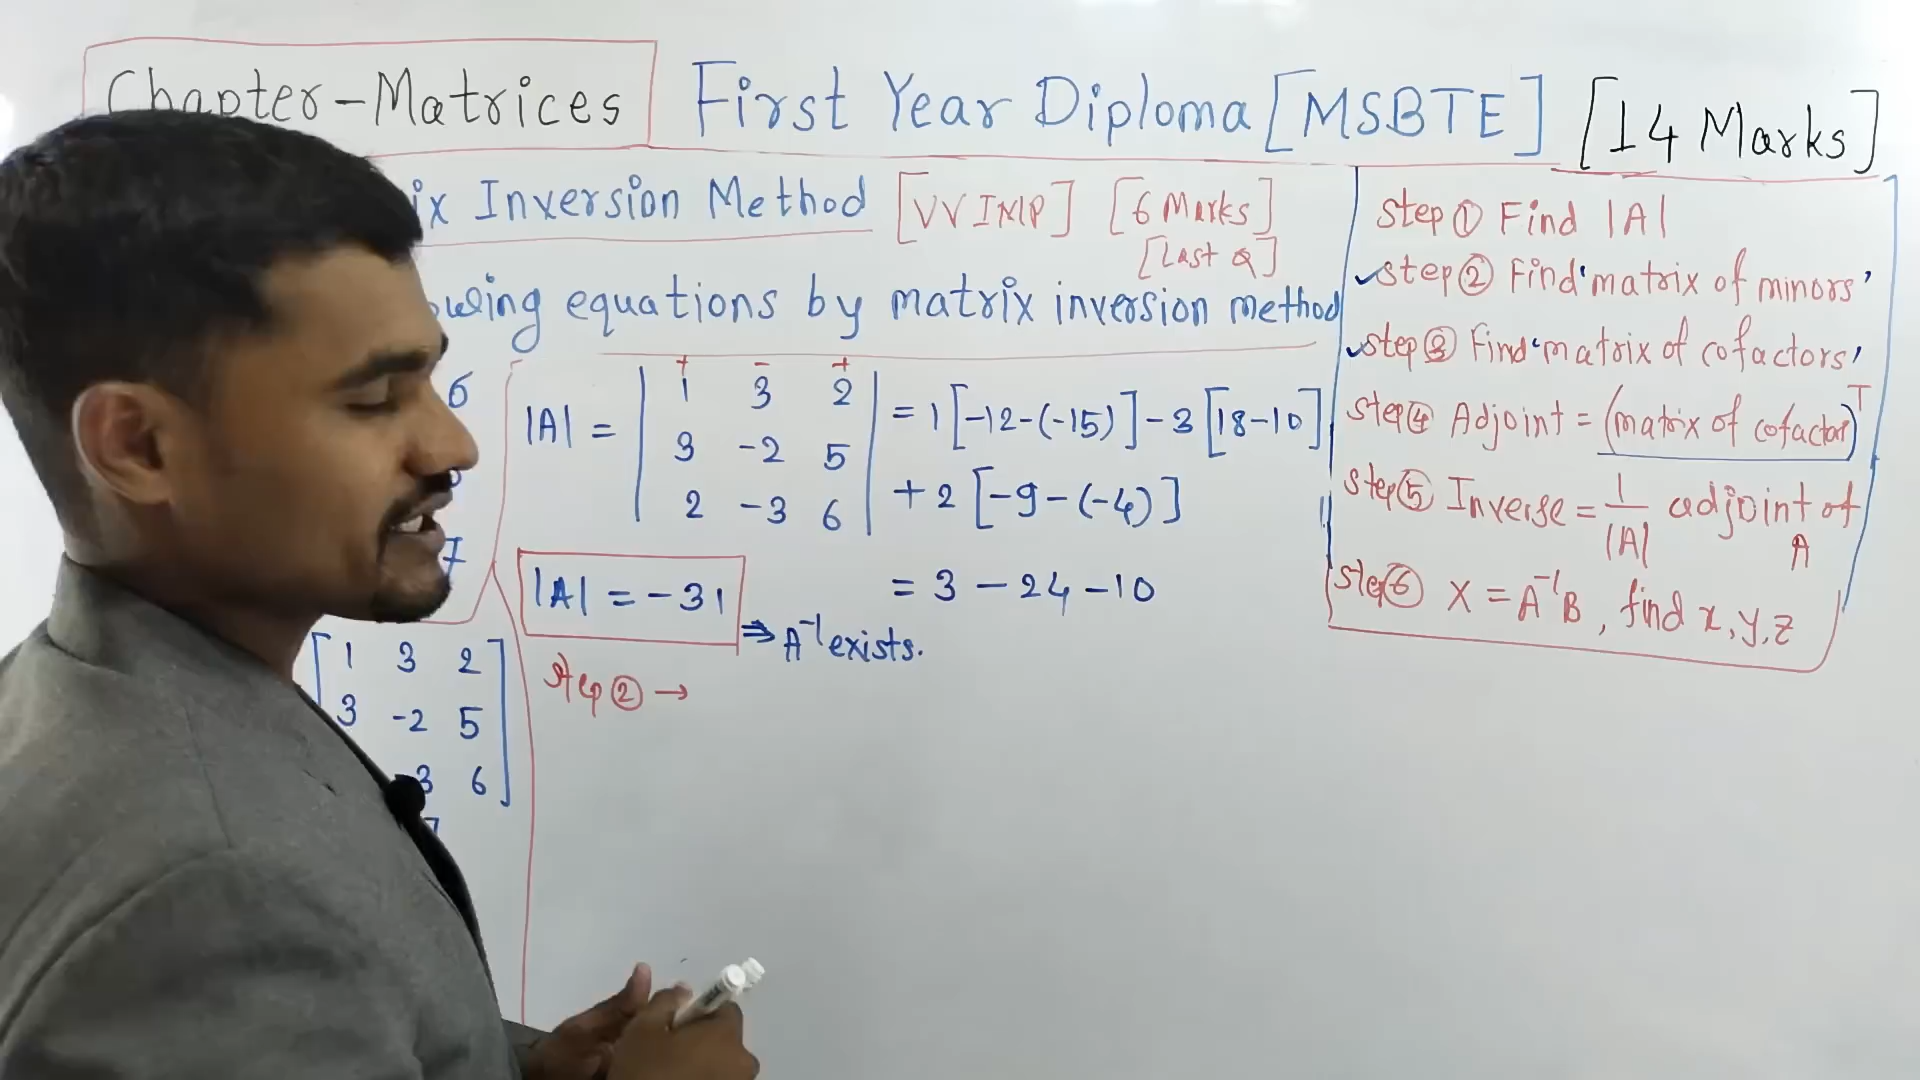 Chapter-Matrices First Year Diploma [MSBTE] [14 Marks]
ix Inversion Method [VVIMP] [6 Marks]
[Last Q]
owing equations by matrix inversion method
6
7
+ - +
|A| = | 1 3 2 | = 1[-12-(-15)]-3[18-10]
3 -2 5
2 -3 6
+ 2[-9-(-4)]
= 3 - 24 - 10
|A| = -31
⇒ A⁻¹ exists.
Step ② →
1 3 2
3 -2 5
-3 6
Step ① Find |A|
✓Step ② Find 'matrix of minors'
✓Step ③ Find 'matrix of cofactors'
Step ④ Adjoint = (matrix of cofactor)ᵀ
Step ⑤ Inverse = 1/|A| adjoint of A
Step ⑥ X = A⁻¹B, find x, y, z